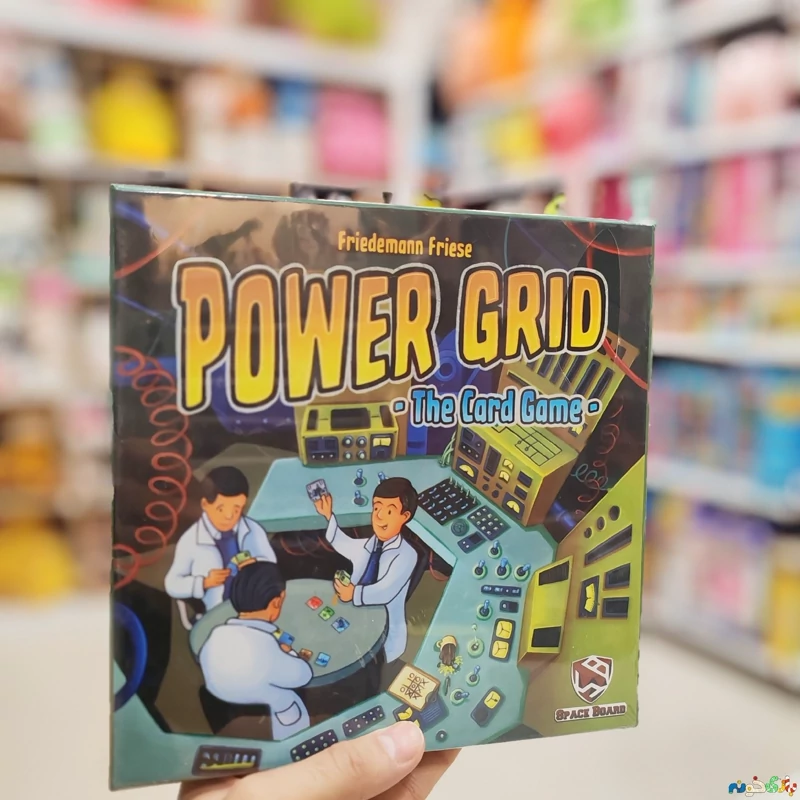 Friedemann Friese
POWER GRID
- The Card Game -
SPACE BOARD